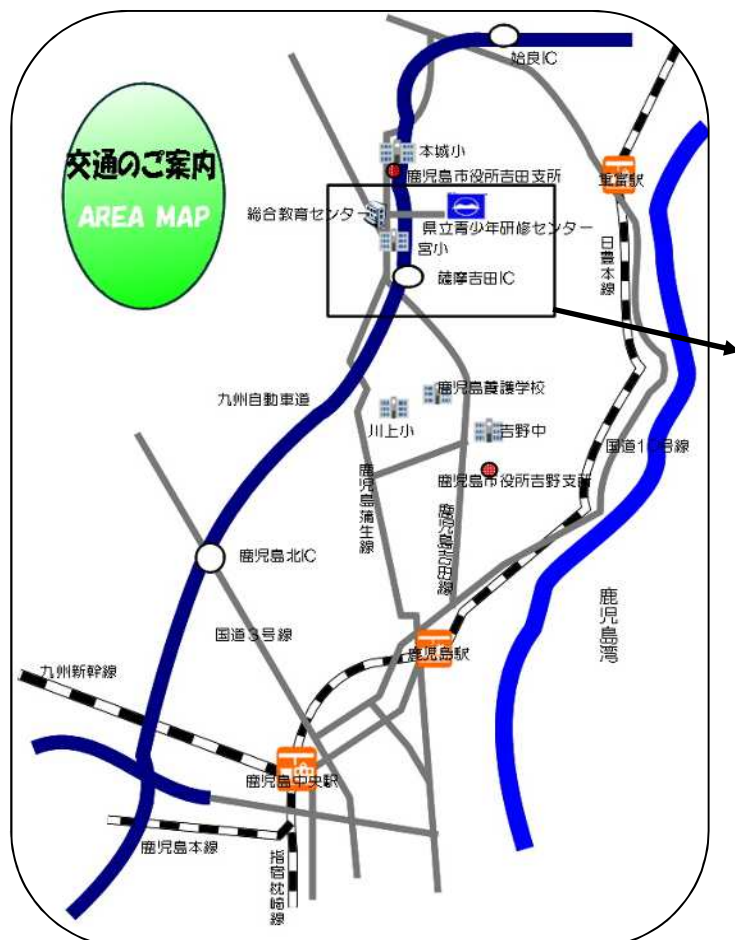 姶良IC
交通のご案内
AREA MAP
本城小
鹿児島市役所吉田支所
重富駅
総合教育センター
県立青少年研修センター
宮小
日豊本線
薩摩吉田IC
九州自動車道
鹿児島養護学校
川上小
吉野中
国道10号線
鹿児島市役所吉野支所
鹿児島蒲生線
鹿児島吉田線
鹿児島北IC
鹿児島湾
国道3号線
鹿児島駅
九州新幹線
鹿児島中央駅
鹿児島本線
指宿枕崎線